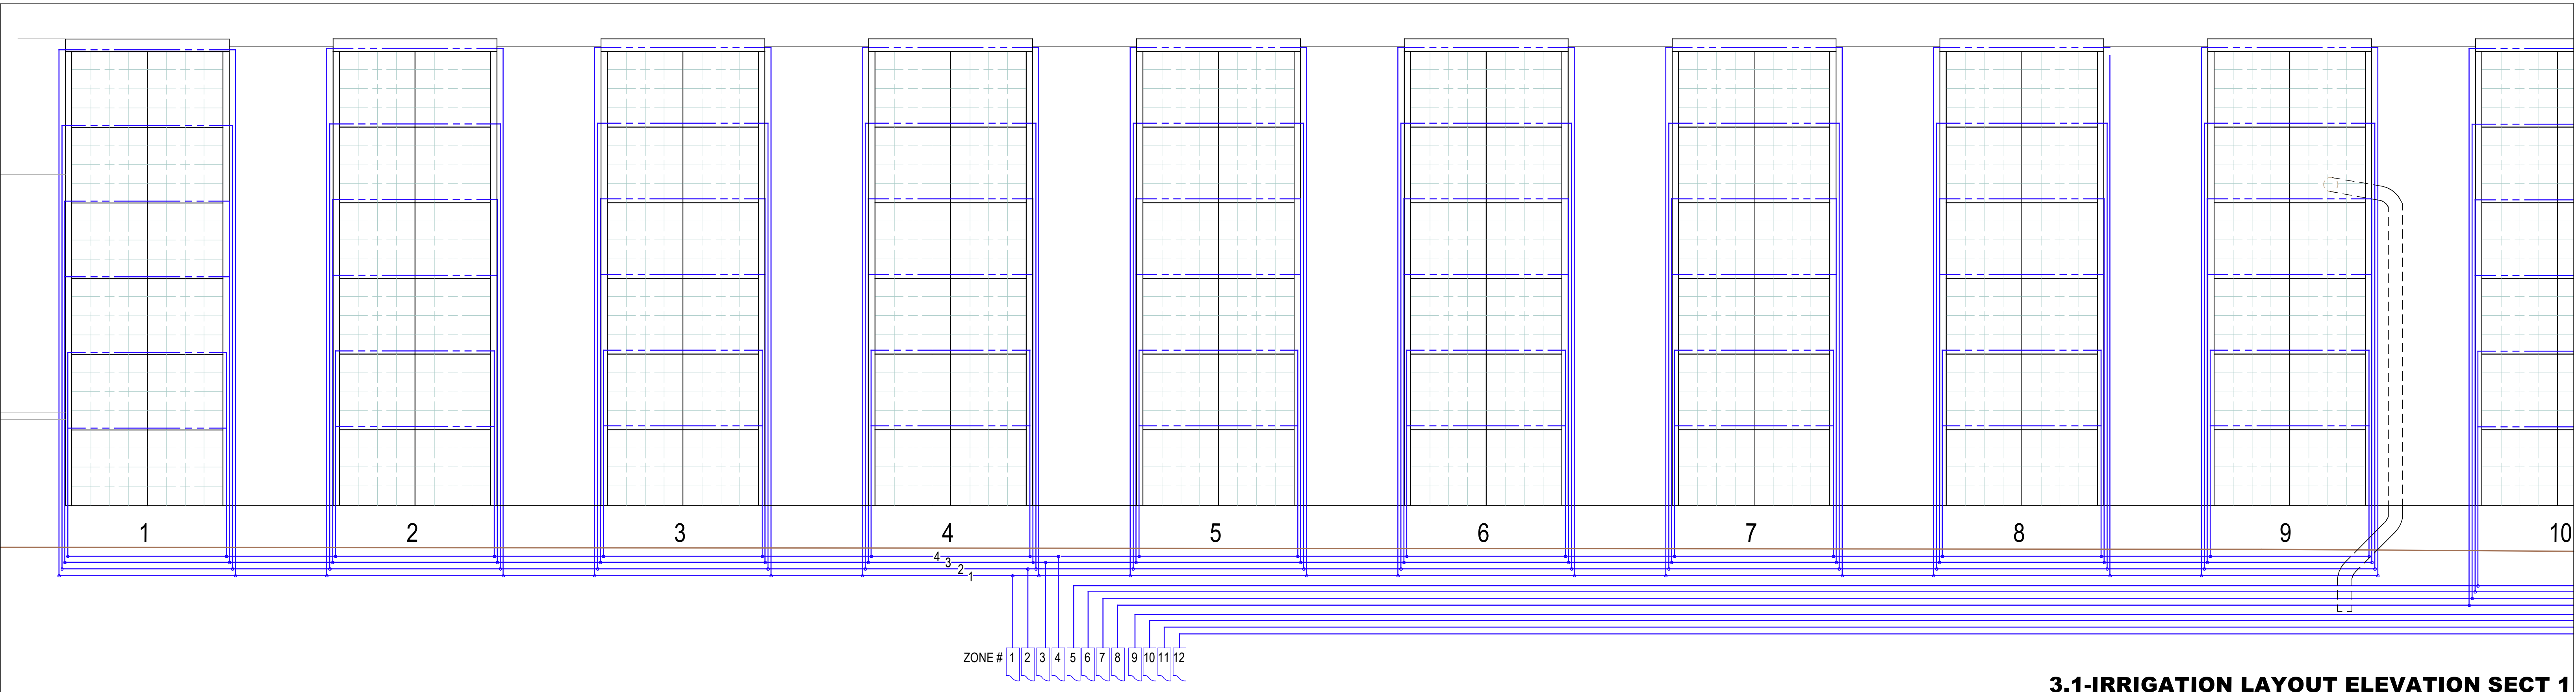 1 2 3 4 5 6 7 8 9 10
4
3
2
1
ZONE # 1 2 3 4 5 6 7 8 9 10 11 12
3.1-IRRIGATION LAYOUT ELEVATION SECT 1